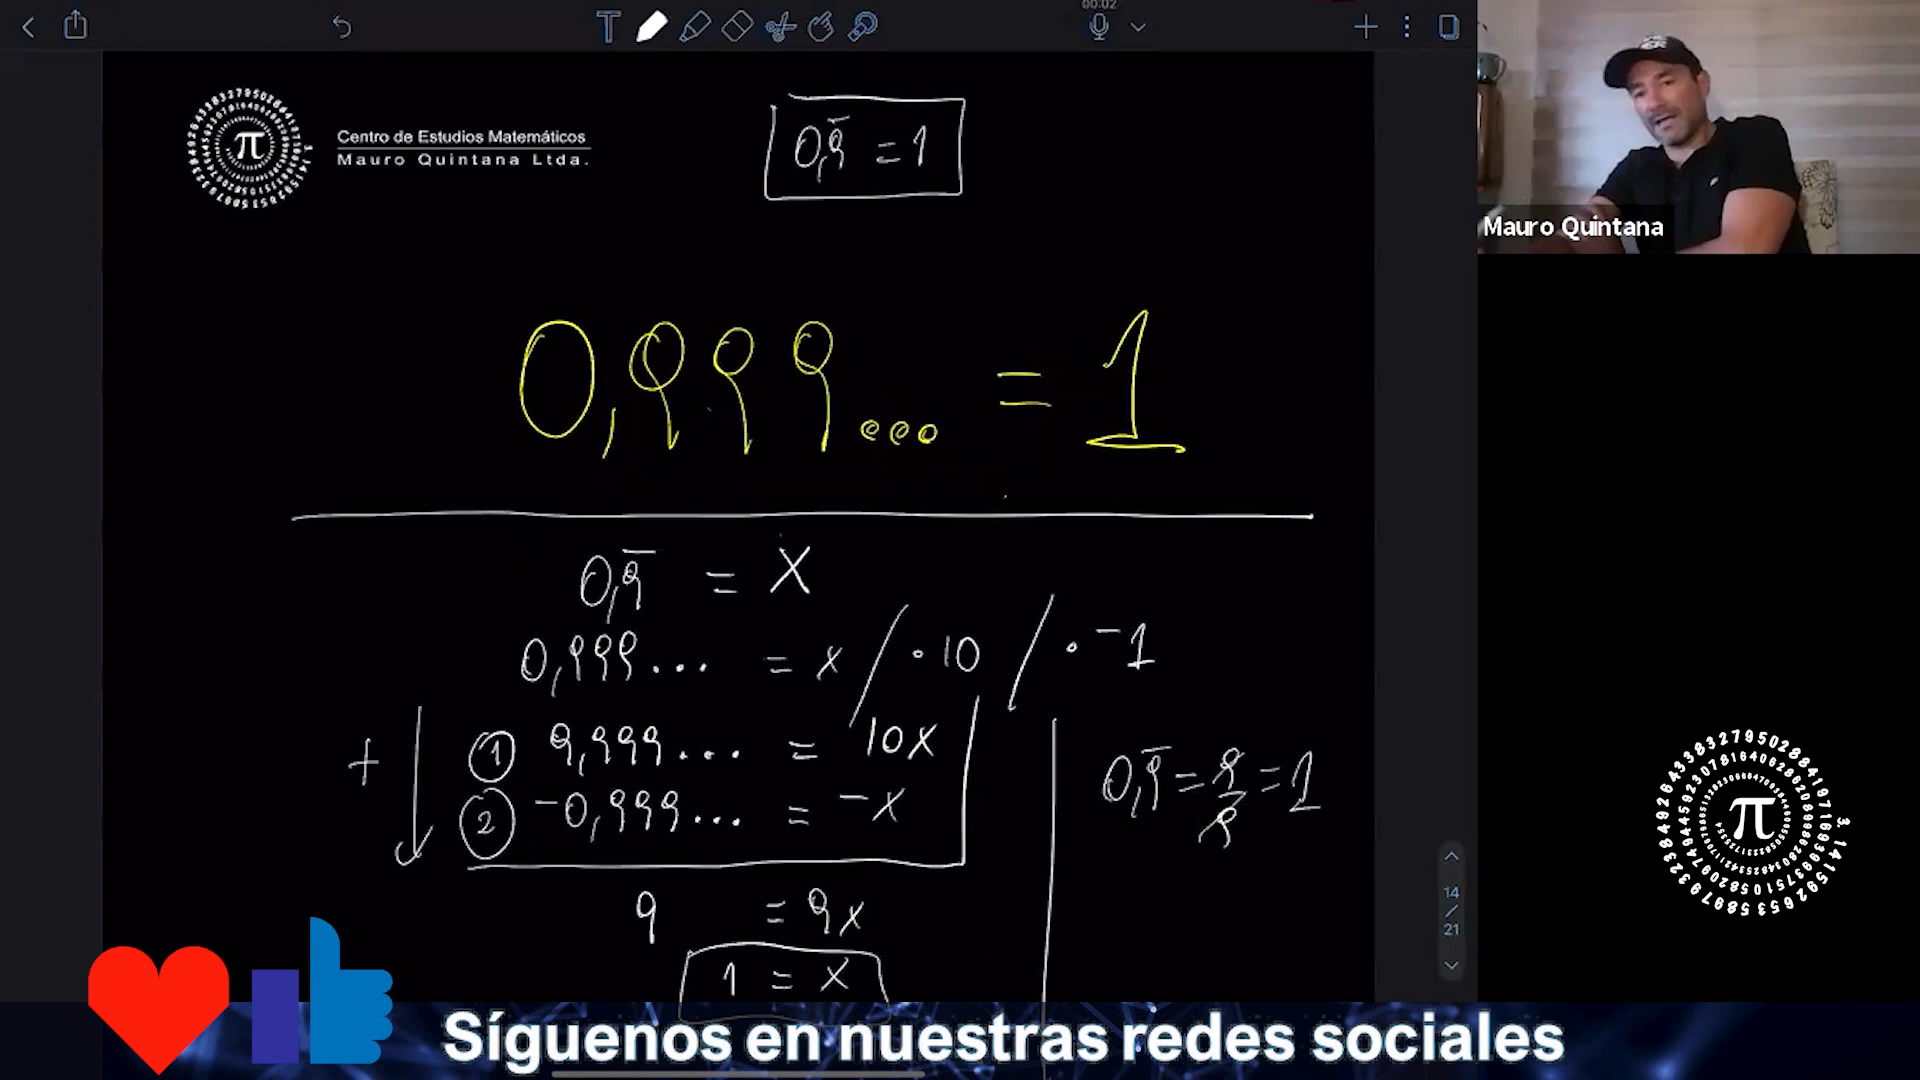 00:02
Centro de Estudios Matemáticos
Mauro Quintana Ltda.
π
0,9̅ = 1
Mauro Quintana
0,999... = 1
0,9̅ = X
0,999... = x / · 10 / · -1
+ ① 9,999... = 10x
② -0,999... = -x
0,9̅ = 9/9 = 1
9 = 9x
1 = x
π
14
/
21
Síguenos en nuestras redes sociales